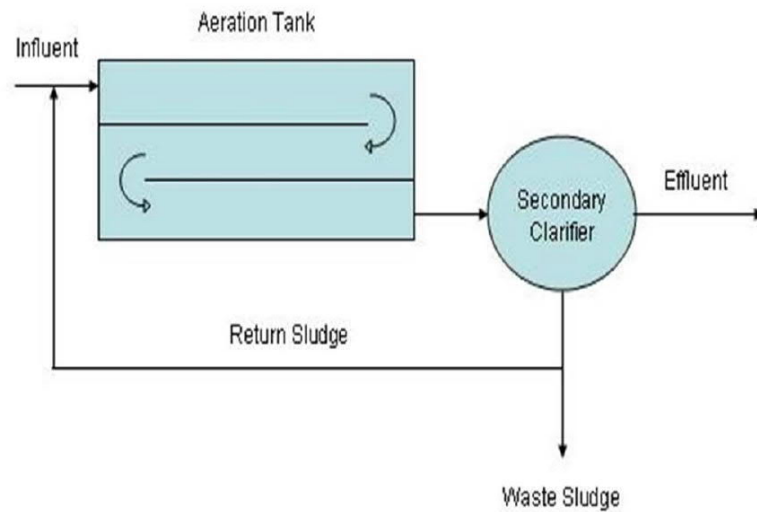 Aeration Tank
Influent
Secondary
Clarifier
Effluent
Return Sludge
Waste Sludge